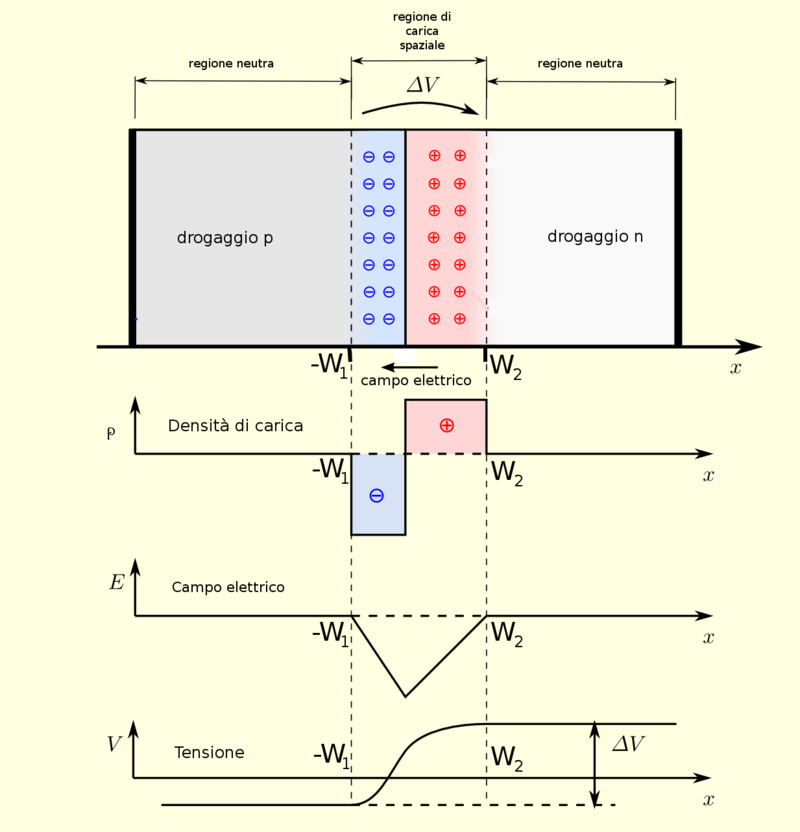 regione di
carica
spaziale
regione neutra
regione neutra
ΔV
drogaggio p
drogaggio n
-W1
W2
x
campo elettrico
ρ
Densità di carica
-W1
W2
x
E
Campo elettrico
-W1
W2
x
V
Tensione
-W1
W2
ΔV
x